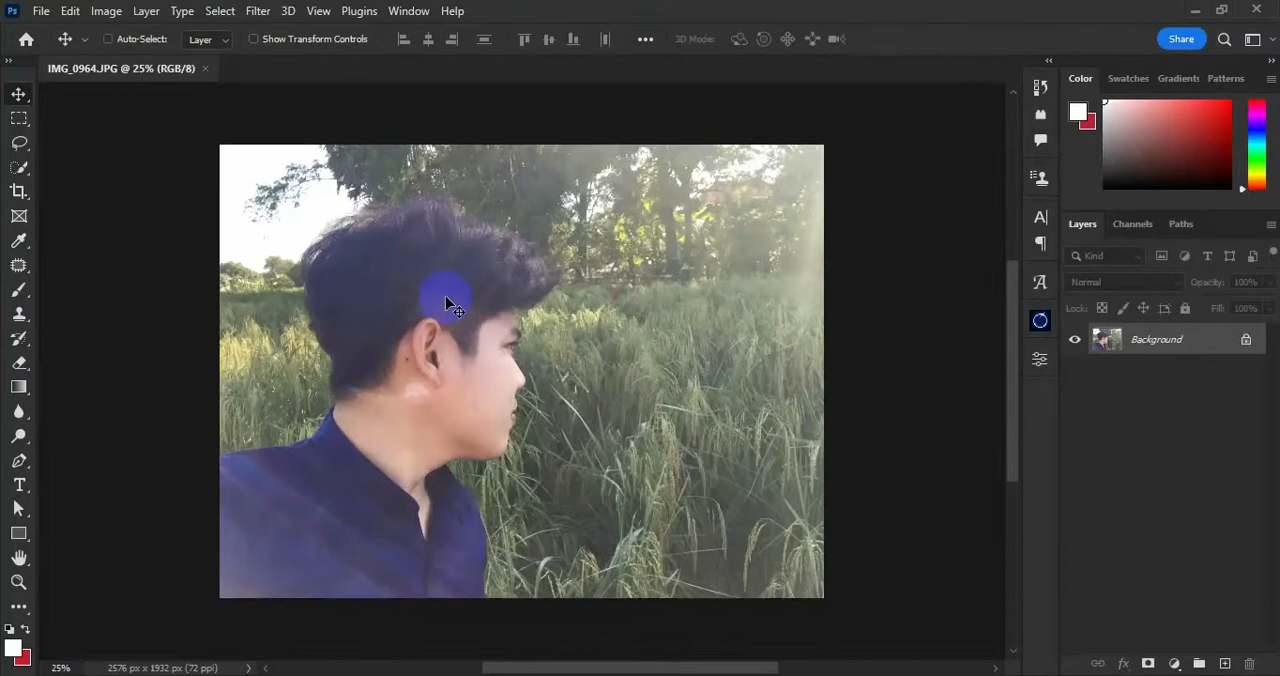 Ps File Edit Image Layer Type Select Filter 3D View Plugins Window Help
Auto-Select: Layer Show Transform Controls 3D Mode: Share
IMG_0964.JPG @ 25% (RGB/8)
Color Swatches Gradients Patterns
Layers Channels Paths
Kind
Normal Opacity: 100%
Lock: Fill: 100%
Background
25% 2576 px x 1932 px (72 ppi)